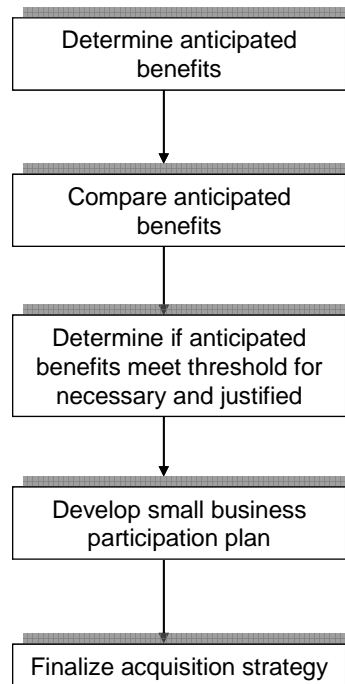 Determine anticipated
benefits
Compare anticipated
benefits
Determine if anticipated
benefits meet threshold for
necessary and justified
Develop small business
participation plan
Finalize acquisition strategy